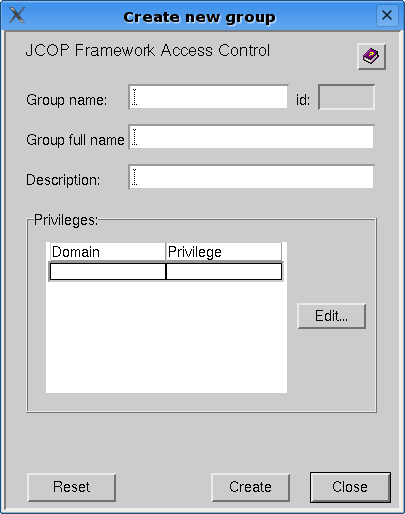 Create new group
JCOP Framework Access Control
Group name: id:
Group full name
Description:
Privileges:
Domain Privilege
Edit...
Reset Create Close